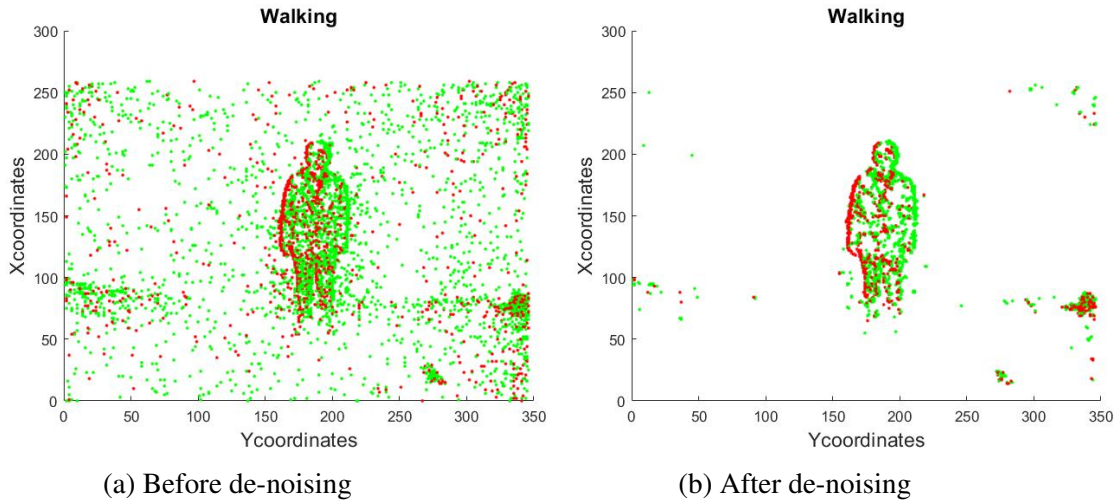 Walking
Xcoordinates
300
250
200
150
100
50
0
0 50 100 150 200 250 300 350
Ycoordinates
(a) Before de-noising
Walking
Xcoordinates
300
250
200
150
100
50
0
0 50 100 150 200 250 300 350
Ycoordinates
(b) After de-noising